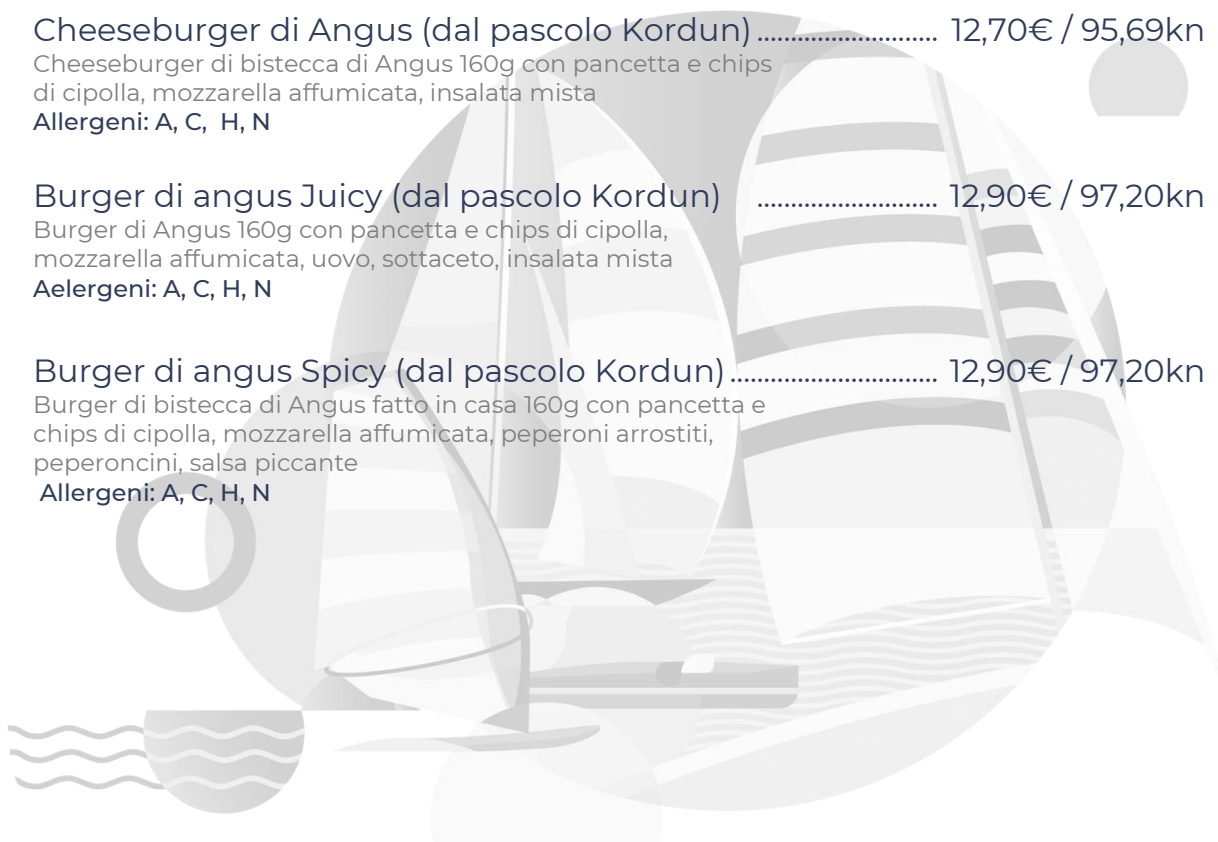 Cheeseburger di Angus (dal pascolo Kordun) .......................... 12,70€ / 95,69kn
Cheeseburger di bistecca di Angus 160g con pancetta e chips
di cipolla, mozzarella affumicata, insalata mista
Allergeni: A, C, H, N
Burger di angus Juicy (dal pascolo Kordun) .......................... 12,90€ / 97,20kn
Burger di Angus 160g con pancetta e chips di cipolla,
mozzarella affumicata, uovo, sottaceto, insalata mista
Aelergeni: A, C, H, N
Burger di angus Spicy (dal pascolo Kordun) .............................. 12,90€ / 97,20kn
Burger di bistecca di Angus fatto in casa 160g con pancetta e
chips di cipolla, mozzarella affumicata, peperoni arrostiti,
peperoncini, salsa piccante
Allergeni: A, C, H, N